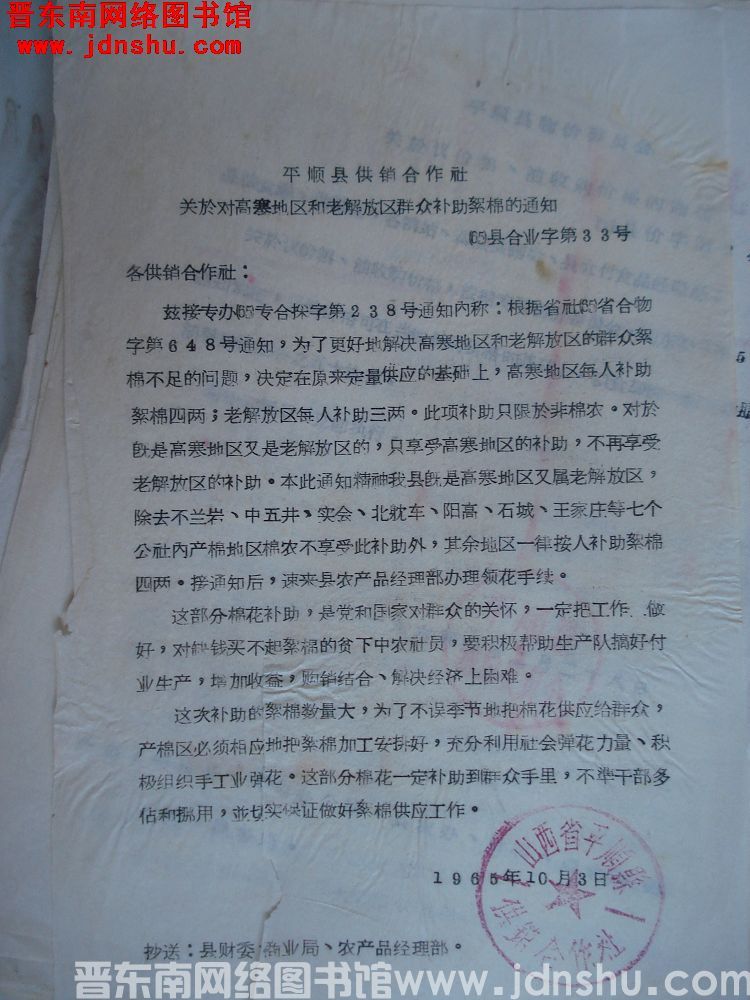 晋东南网络图书馆
www.jdnshu.com
平顺县供销合作社
关於对高寒地区和老解放区群众补助絮棉的通知
(65)县合业字第33号
各供销合作社：
兹接专办(65)专合採字第238号通知内称：根据省社(65)省合物
字第648号通知，为了更好地解决高寒地区和老解放区的群众絮
棉不足的问题，决定在原来定量供应的基础上，高寒地区每人补助
絮棉四两；老解放区每人补助三两。此项补助只限於非棉农。对於
既是高寒地区又是老解放区的，只享受高寒地区的补助，不再享受
老解放区的补助。本此通知精神我县既是高寒地区又属老解放区，
除去不兰岩、中五井、实会、北耽车、阳高、石城、王家庄等七个
公社内产棉地区棉农不享受此补助外，其余地区一律按人补助絮棉
四两。接通知后，速来县农产品经理部办理领花手续。
这部分棉花补助，是党和国家对群众的关怀，一定把工作做
好，对缺钱买不起絮棉的贫下中农社员，要积极帮助生产队搞好付
业生产，增加收益，购销结合、解决经济上困难。
这次补助的絮棉数量大，为了不误季节地把棉花供应给群众，
产棉区必须相应地把絮棉加工安排好，充分利用社会弹花力量、积
极组织手工业弹花。这部分棉花一定补助到群众手里，不準干部多
佔和挪用，並切实保证做好絮棉供应工作。
1965年10月3日
山西省平顺县
供销合作社
抄送：县财委、商业局、农产品经理部。
晋东南网络图书馆www.jdnshu.com